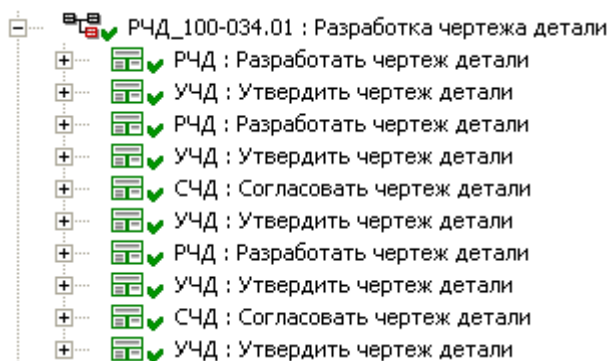 РЧД_100-034.01 : Разработка чертежа детали
РЧД : Разработать чертеж детали
УЧД : Утвердить чертеж детали
РЧД : Разработать чертеж детали
УЧД : Утвердить чертеж детали
СЧД : Согласовать чертеж детали
УЧД : Утвердить чертеж детали
РЧД : Разработать чертеж детали
УЧД : Утвердить чертеж детали
СЧД : Согласовать чертеж детали
УЧД : Утвердить чертеж детали